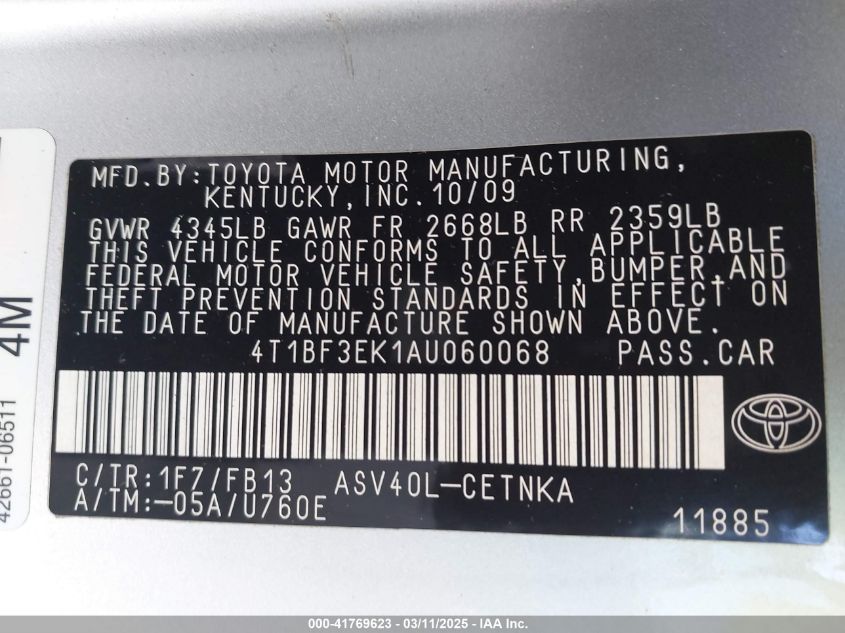 MFD.BY:TOYOTA MOTOR MANUFACTURING,
KENTUCKY,INC.10/09
GVWR 4345LB GAWR FR 2668LB RR 2359LB
THIS VEHICLE CONFORMS TO ALL APPLICABLE
FEDERAL MOTOR VEHICLE SAFETY,BUMPER,AND
THEFT PREVENTION STANDARDS IN EFFECT ON
THE DATE OF MANUFACTURE SHOWN ABOVE.
4T1BF3EK1AU060068 PASS.CAR
C/TR:1F7/FB13 ASV40L-CETNKA
A/TM:-05A/U760E
11885
4M
42661-06511
000-41769623 - 03/11/2025 - IAA Inc.